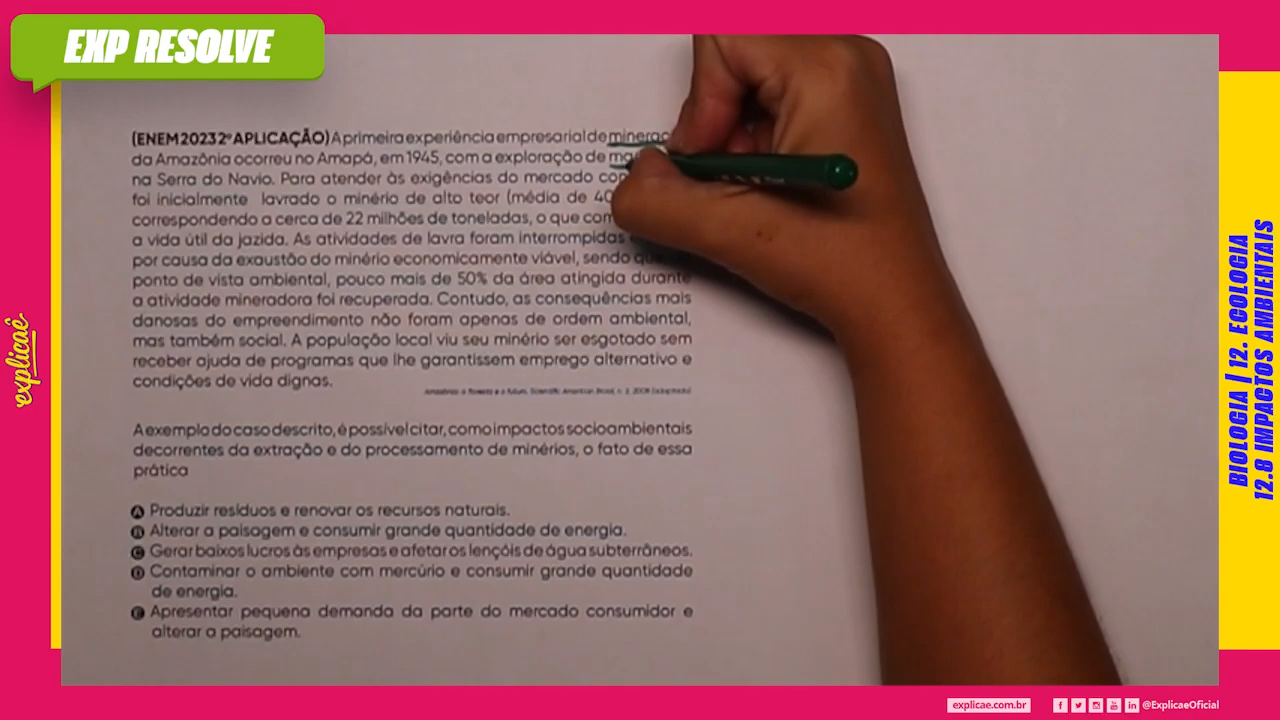 EXP RESOLVE
(ENEM 2023 2ª APLICAÇÃO) A primeira experiência empresarial de
da Amazônia ocorreu no Amapá, em 1945, com a exploração de
na Serra do Navio. Para atender às exigências do mercado
foi inicialmente lavrado o minério de alto teor (média de
correspondendo a cerca de 22 milhões de toneladas, o que
a vida útil da jazida. As atividades de lavra foram interrompidas
por causa da exaustão do minério economicamente viável, sendo
ponto de vista ambiental, pouco mais de 50% da área atingida durante
a atividade mineradora foi recuperada. Contudo, as consequências mais
danosas do empreendimento não foram apenas de ordem ambiental,
mas também social. A população local viu seu minério ser esgotado sem
receber ajuda de programas que lhe garantissem emprego alternativo e
condições de vida dignas.
Amazônia: a floresta e o futuro. Scientific American Brasil, n. 2, 2008 (adaptado)
A exemplo do caso descrito, é possível citar, como impactos socioambientais
decorrentes da extração e do processamento de minérios, o fato de essa
prática
A Produzir resíduos e renovar os recursos naturais.
B Alterar a paisagem e consumir grande quantidade de energia.
C Gerar baixos lucros às empresas e afetar os lençóis de água subterrâneos.
D Contaminar o ambiente com mercúrio e consumir grande quantidade
de energia.
E Apresentar pequena demanda da parte do mercado consumidor e
alterar a paisagem.
explicaê
BIOLOGIA | 12. ECOLOGIA
12.8 IMPACTOS AMBIENTAIS
explicae.com.br
@ExplicaeOficial